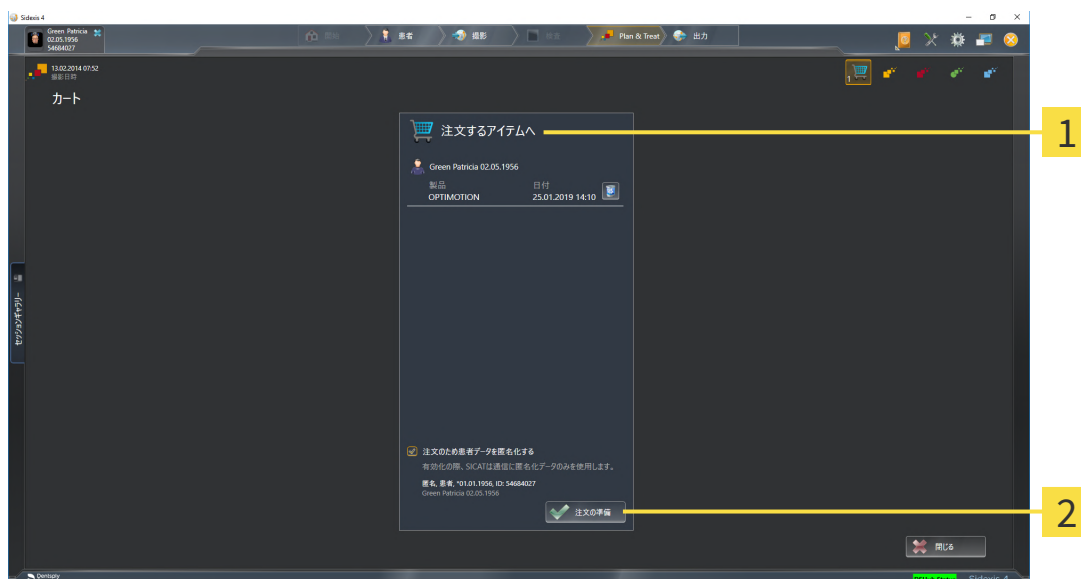 Sidexis 4
Green Patricia
02.05.1956
54684027
開始
患者
撮影
検査
Plan & Treat
出力
13.02.2014 07:52
撮影日時
1
カート
注文するアイテムへ
1
Green Patricia 02.05.1956
製品 日付
OPTIMOTION 25.01.2019 14:10
セッションギャラリー
注文のため患者データを匿名化する
有効化の際、SICATは通信に匿名化データのみを使用します。
匿名, 患者, *01.01.1956, ID: 54684027
Green Patricia 02.05.1956
注文の準備
2
閉じる
Dentsply
Sidexis 4